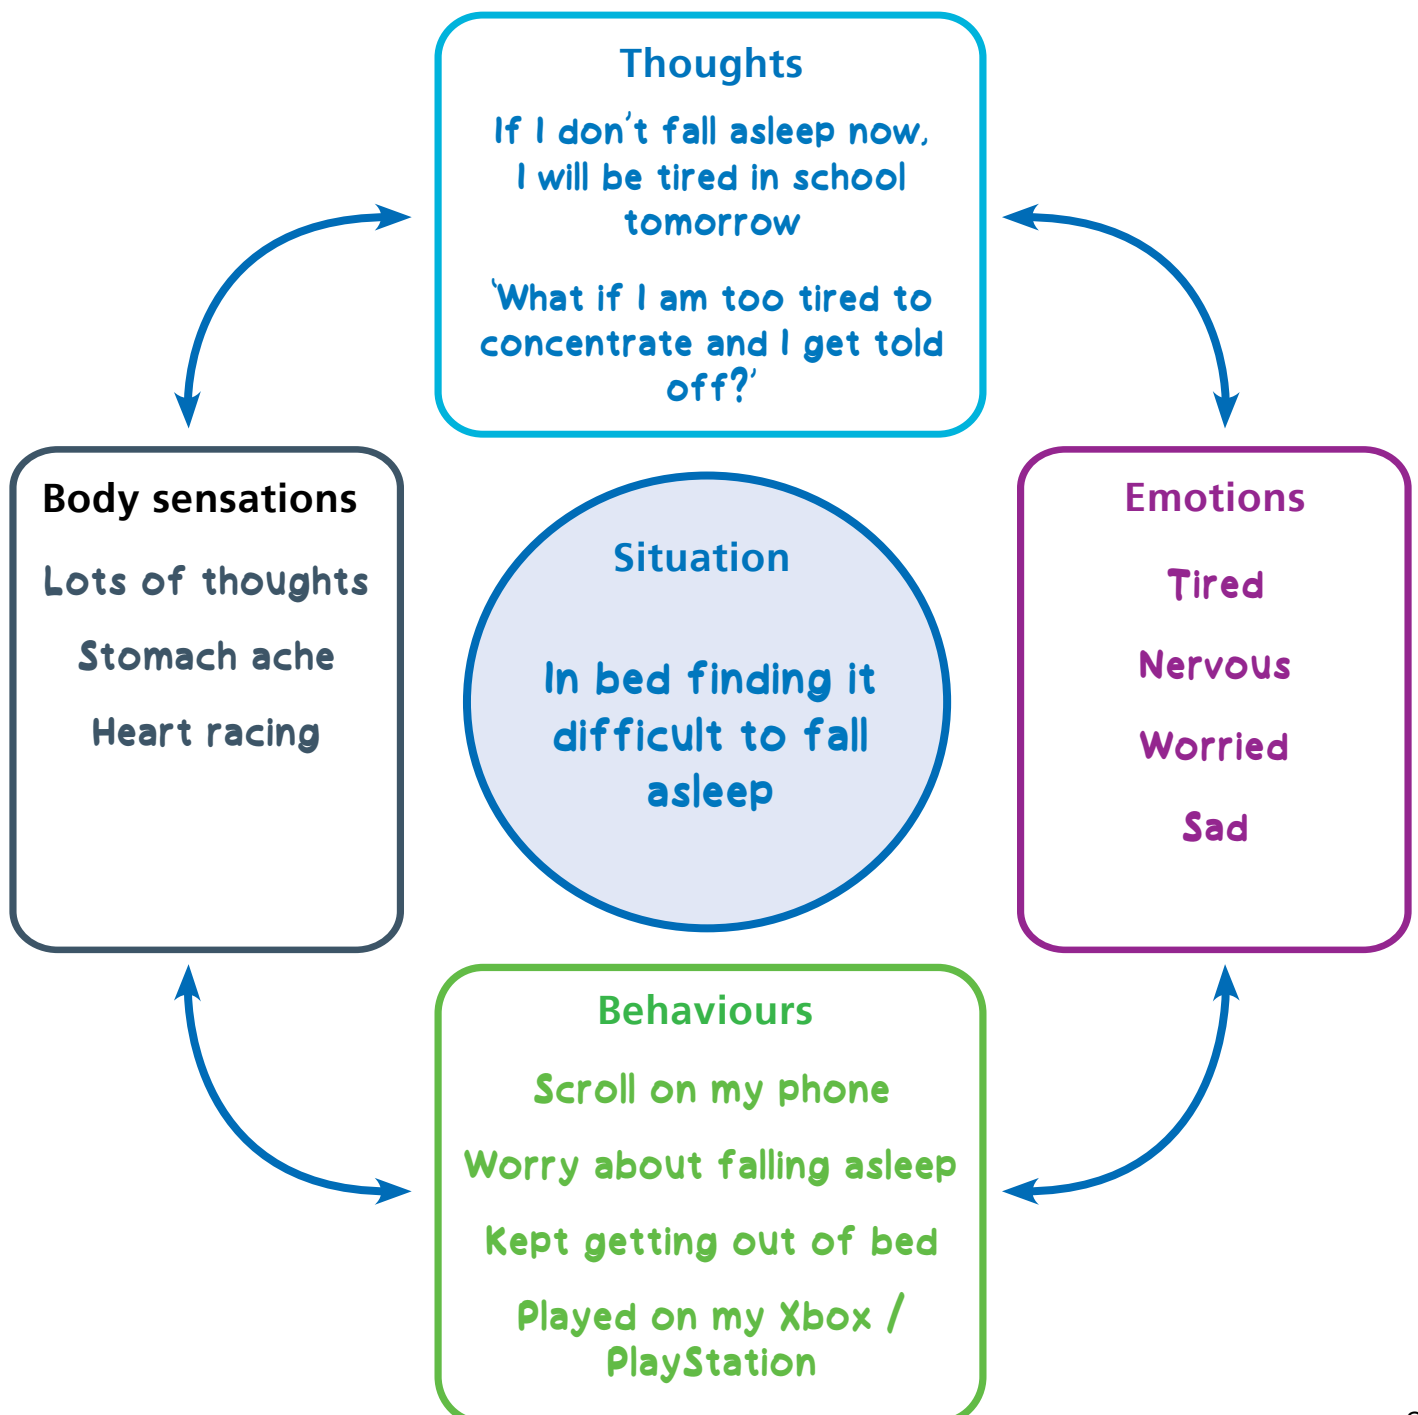 Thoughts
If I don't fall asleep now,
I will be tired in school
tomorrow
'What if I am too tired to
concentrate and I get told
off?'
Body sensations
Lots of thoughts
Stomach ache
Heart racing
Situation
In bed finding it
difficult to fall
asleep
Emotions
Tired
Nervous
Worried
Sad
Behaviours
Scroll on my phone
Worry about falling asleep
Kept getting out of bed
Played on my Xbox /
PlayStation